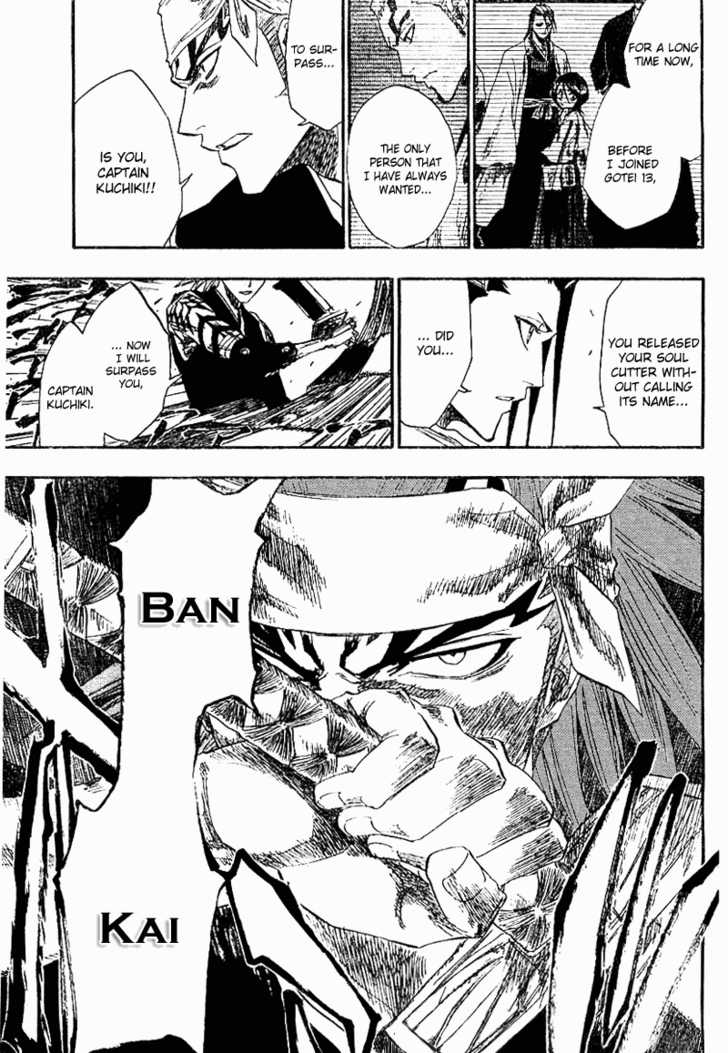 FOR A LONG
TIME NOW,
BEFORE
I JOINED
GOTEI 13,
THE ONLY
PERSON THAT
I HAVE ALWAYS
WANTED...
TO SUR-
PASS...
IS YOU,
CAPTAIN
KUCHIKI!!
YOU RELEASED
YOUR SOUL
CUTTER WITH-
OUT CALLING
ITS NAME...
... DID
YOU...
... NOW
I WILL
SURPASS
YOU,
CAPTAIN
KUCHIKI.
BAN
KAI